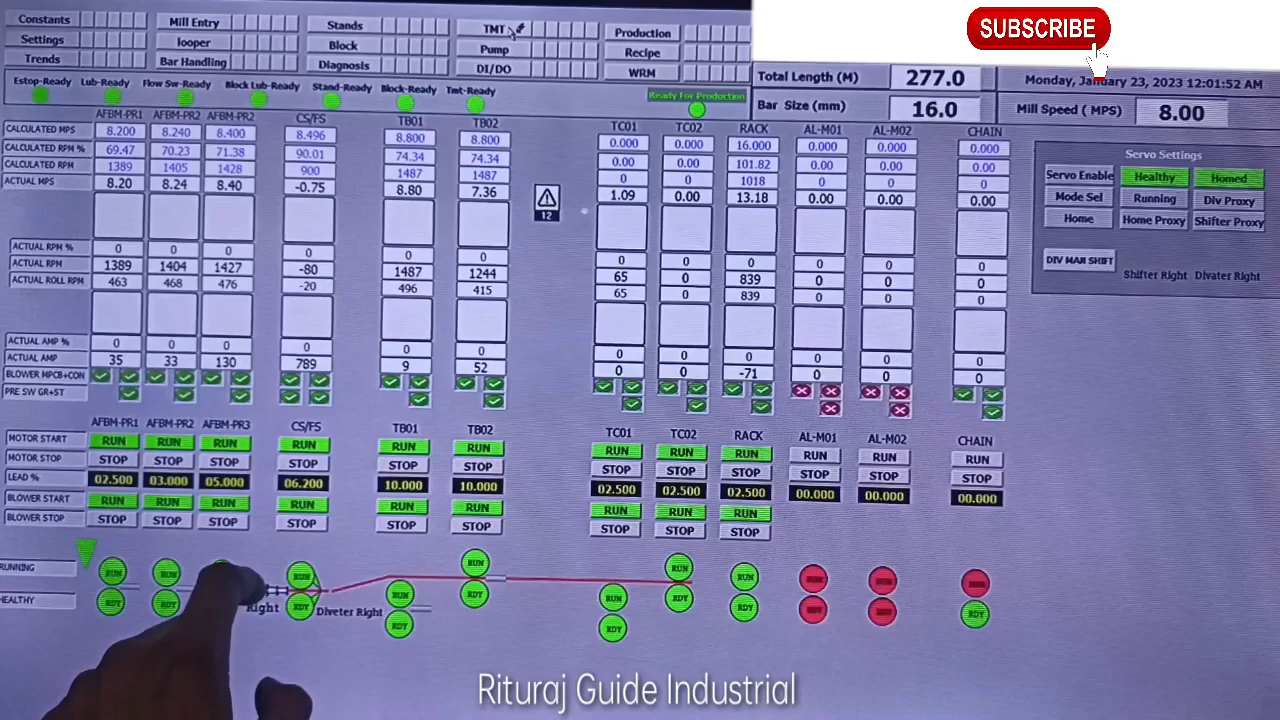 Constants Mill Entry Stands TMT Production
Settings looper Block Pump Recipe
Trends Bar Handling Diagnosis DI/DO WRM
SUBSCRIBE
Total Length (M) 277.0 Monday, January 23, 2023 12:01:52 AM
Bar Size (mm) 16.0 Mill Speed ( MPS) 8.00
Estop-Ready Lub-Ready Flow Sw-Ready Block Lub-Ready Stand-Ready Block-Ready Tmt-Ready Ready For Production
AFBM-PR1 AFBM-PR2 AFBM-PR2 CS/FS TB01 TB02 TC01 TC02 RACK AL-M01 AL-M02 CHAIN
CALCULATED MPS 8.200 8.240 8.400 8.496 8.800 8.800 0.000 0.000 16.000 0.000 0.000 0.000
CALCULATED RPM % 69.47 70.23 71.38 90.01 74.34 74.34 0.00 0.00 101.82 0.00 0.00 0.00
CALCULATED RPM 1389 1405 1428 900 1487 1487 0 0 1018 0 0 0
ACTUAL MPS 8.20 8.24 8.40 -0.75 8.80 7.36 1.09 0.00 13.18 0.00 0.00 0.00
12
Servo Settings
Servo Enable Healthy Homed
Mode Sel Running Div Proxy
Home Home Proxy Shifter Proxy
DIV MAN SHIFT Shifter Right Divater Right
ACTUAL RPM % 0 0 0 0 0 0 0 0 0 0 0
ACTUAL RPM 1389 1404 1427 -80 1487 1244 65 0 839 0 0 0
ACTUAL ROLL RPM 463 468 476 -20 496 415 65 0 839 0 0 0
ACTUAL AMP % 0 0 0 0 0 0 0 0 0 0 0 0
ACTUAL AMP 35 33 130 789 9 52 0 0 -71 0 0 0
BLOWER MPCB+CON
PRE SW GR+ST
AFBM-PR1 AFBM-PR2 AFBM-PR3 CS/FS TB01 TB02 TC01 TC02 RACK AL-M01 AL-M02 CHAIN
MOTOR START RUN RUN RUN RUN RUN RUN RUN RUN RUN RUN RUN RUN
MOTOR STOP STOP STOP STOP STOP STOP STOP STOP STOP STOP STOP STOP STOP
LEAD % 02.500 03.000 05.000 06.200 10.000 10.000 02.500 02.500 02.500 00.000 00.000 00.000
BLOWER START RUN RUN RUN RUN RUN RUN RUN RUN RUN
BLOWER STOP STOP STOP STOP STOP STOP STOP STOP STOP STOP
RUNNING RUN RUN RUN RUN RUN RUN RUN RUN
HEALTHY RDY RDY RDY RDY RDY RDY RDY RDY RDY
Right Diveter Right
Rituraj Guide Industrial